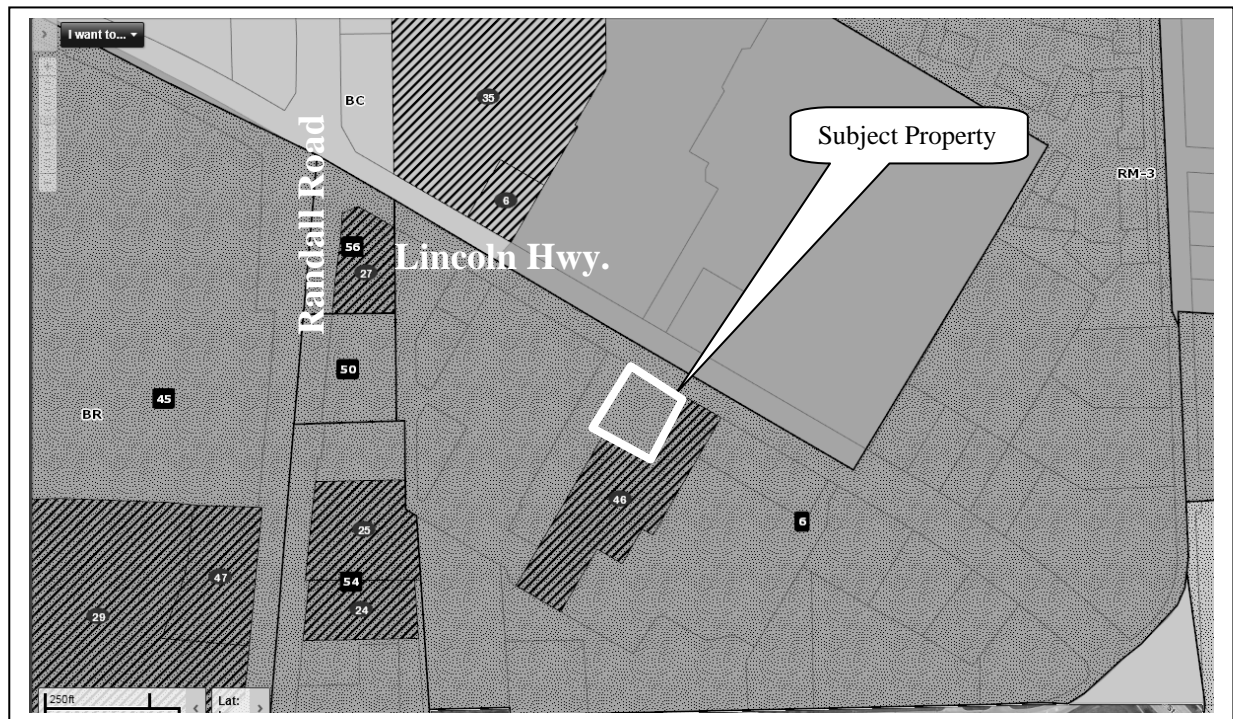 I want to...
BC
35
Subject Property
RM-3
6
Randall Road
56
27
Lincoln Hwy.
50
45
BR
46
6
25
47
54
29
24
250ft
Lat: